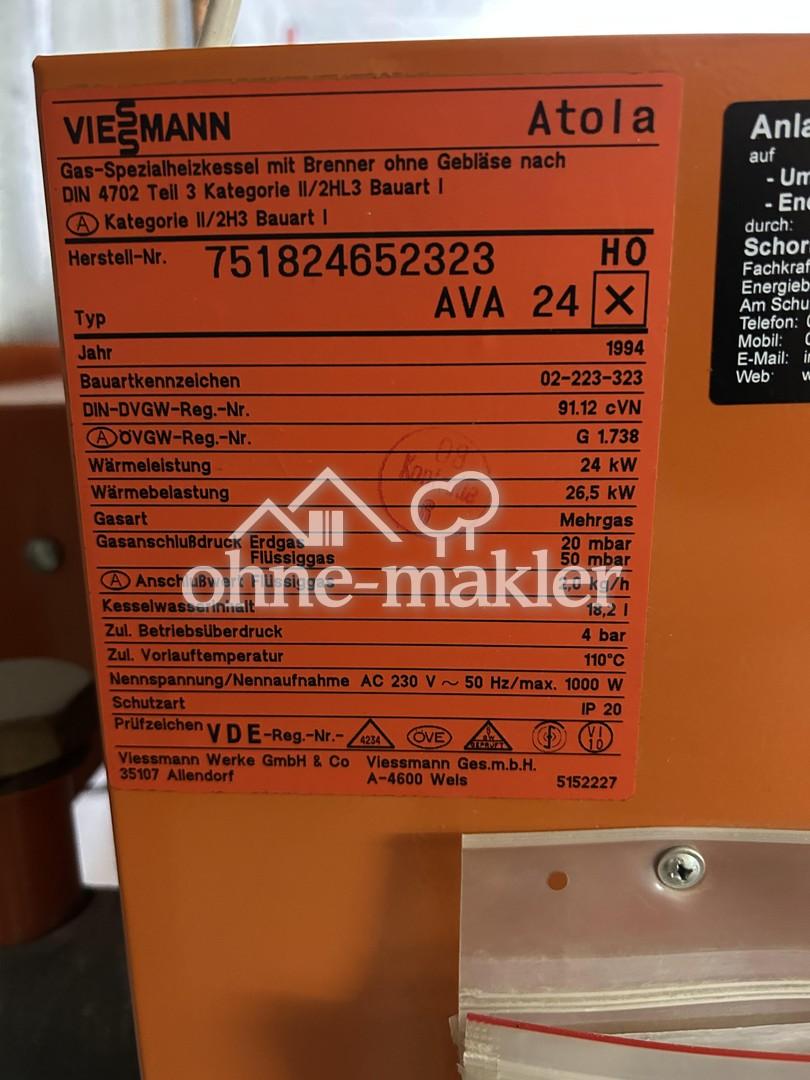 VIESSMANN Atola
Gas-Spezialheizkessel mit Brenner ohne Gebläse nach
DIN 4702 Teil 3 Kategorie II/2HL3 Bauart I
A Kategorie II/2H3 Bauart I
Herstell-Nr. 751824652323 HO
Typ AVA 24 X
Jahr 1994
Bauartkennzeichen 02-223-323
DIN-DVGW-Reg.-Nr. 91.12 cVN
A ÖVGW-Reg.-Nr. G 1.738
Wärmeleistung 24 kW
Wärmebelastung 26,5 kW
Gasart Mehrgas
Gasanschlußdruck Erdgas 20 mbar
Flüssiggas 50 mbar
A Anschlußwert Flüssiggas 2,0 kg/h
ohne-makler
Kesselwasserinhalt 18,2 l
Zul. Betriebsüberdruck 4 bar
Zul. Vorlauftemperatur 110°C
Nennspannung/Nennaufnahme AC 230 V ~ 50 Hz/max. 1000 W
Schutzart IP 20
Prüfzeichen VDE-Reg.-Nr.- 4234 ÖVE
Viessmann Werke GmbH & Co Viessmann Ges.m.b.H.
35107 Allendorf A-4600 Wels 5152227
Anla
auf
- Um
- Ene
durch:
Schor
Fachkraf
Energieb
Am Schu
Telefon:
Mobil:
E-Mail:
Web: